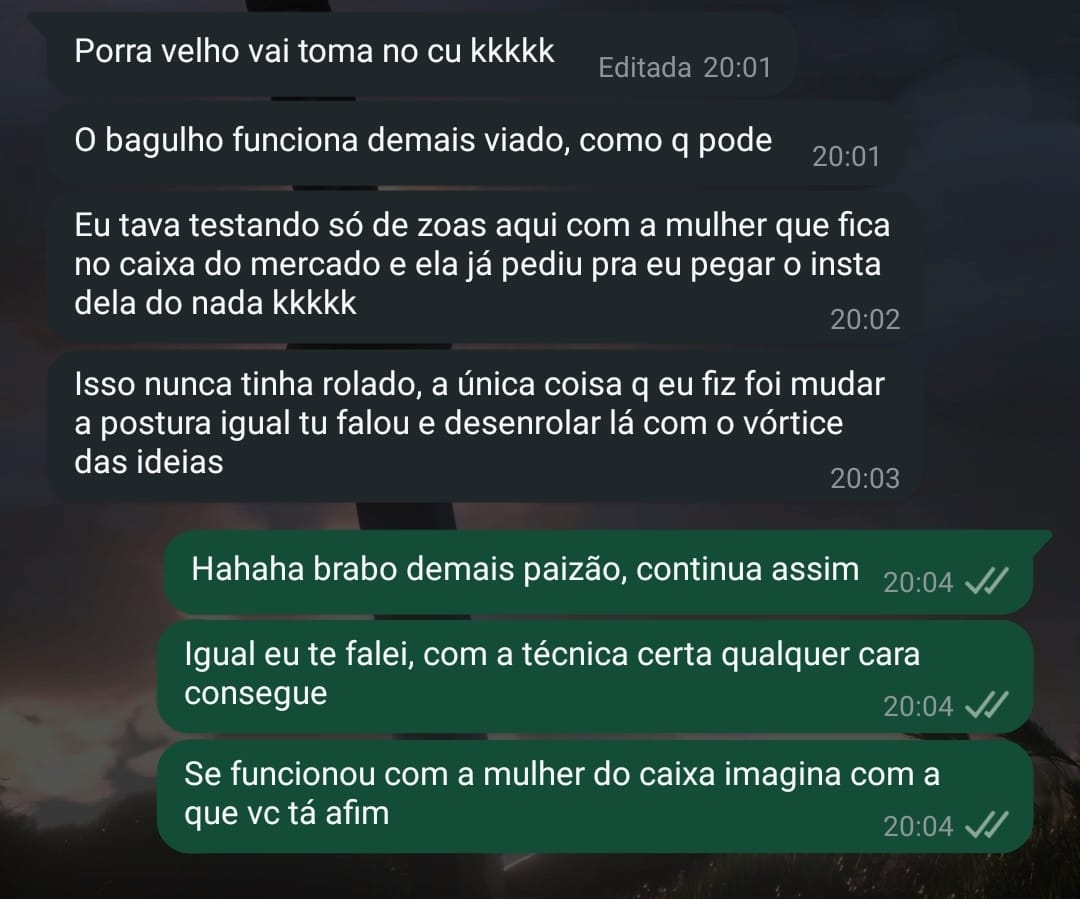 Porra velho vai toma no cu kkkkk
Editada 20:01
O bagulho funciona demais viado, como q pode
20:01
Eu tava testando só de zoas aqui com a mulher que fica
no caixa do mercado e ela já pediu pra eu pegar o insta
dela do nada kkkkk
20:02
Isso nunca tinha rolado, a única coisa q eu fiz foi mudar
a postura igual tu falou e desenrolar lá com o vórtice
das ideias
20:03
Hahaha brabo demais paizão, continua assim
20:04
Igual eu te falei, com a técnica certa qualquer cara
consegue
20:04
Se funcionou com a mulher do caixa imagina com a
que vc tá afim
20:04